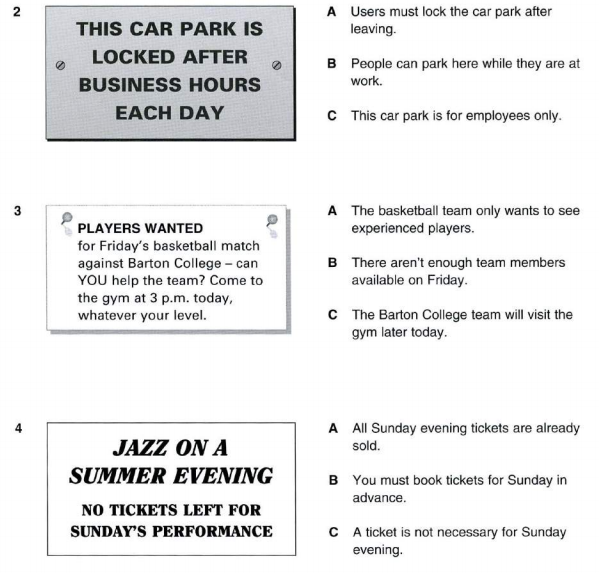 2
THIS CAR PARK IS
LOCKED AFTER
BUSINESS HOURS
EACH DAY
A Users must lock the car park after
leaving.
B People can park here while they are at
work.
C This car park is for employees only.
3
PLAYERS WANTED
for Friday's basketball match
against Barton College – can
YOU help the team? Come to
the gym at 3 p.m. today,
whatever your level.
A The basketball team only wants to see
experienced players.
B There aren't enough team members
available on Friday.
C The Barton College team will visit the
gym later today.
4
JAZZ ON A
SUMMER EVENING
NO TICKETS LEFT FOR
SUNDAY'S PERFORMANCE
A All Sunday evening tickets are already
sold.
B You must book tickets for Sunday in
advance.
C A ticket is not necessary for Sunday
evening.